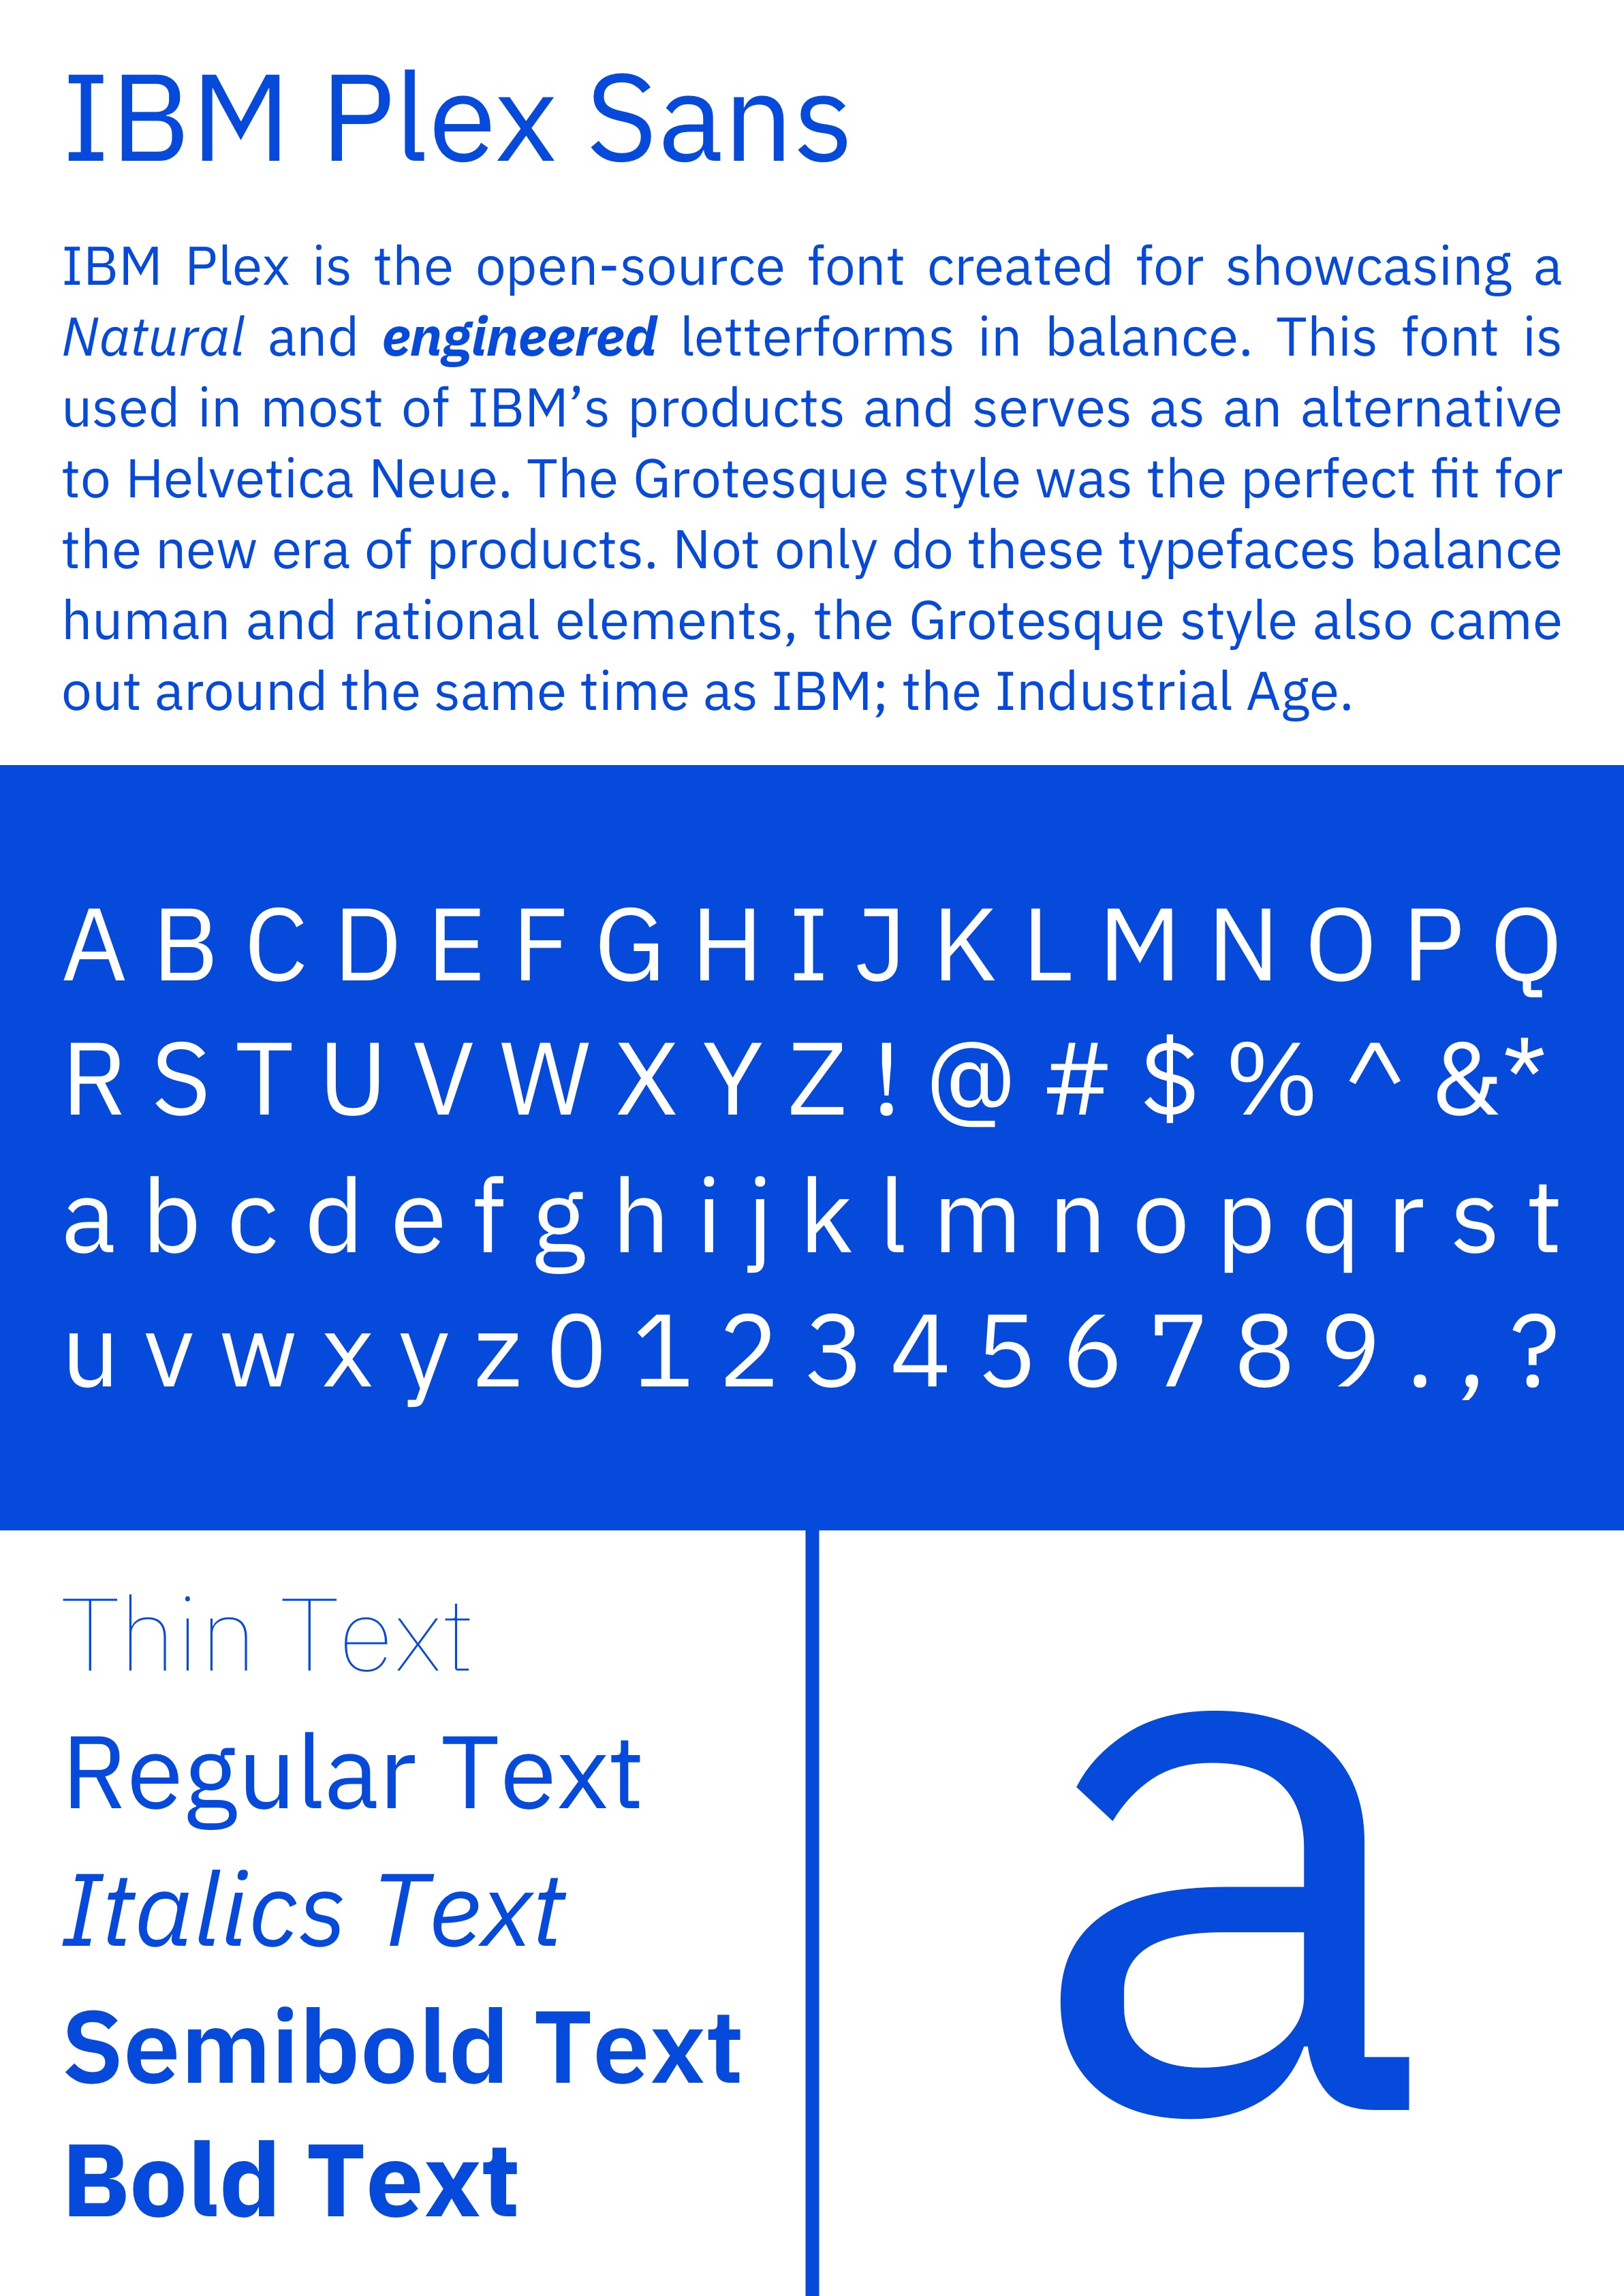 IBM Plex Sans
IBM Plex is the open-source font created for showcasing a
Natural and engineered letterforms in balance. This font is
used in most of IBM’s products and serves as an alternative
to Helvetica Neue. The Grotesque style was the perfect fit for
the new era of products. Not only do these typefaces balance
human and rational elements, the Grotesque style also came
out around the same time as IBM; the Industrial Age.
A B C D E F G H I J K L M N O P Q
R S T U V W X Y Z ! @ # $ % ^ & *
a b c d e f g h i j k l m n o p q r s t
u v w x y z 0 1 2 3 4 5 6 7 8 9 . , ?
Thin Text
Regular Text
Italics Text
Semibold Text
Bold Text
a